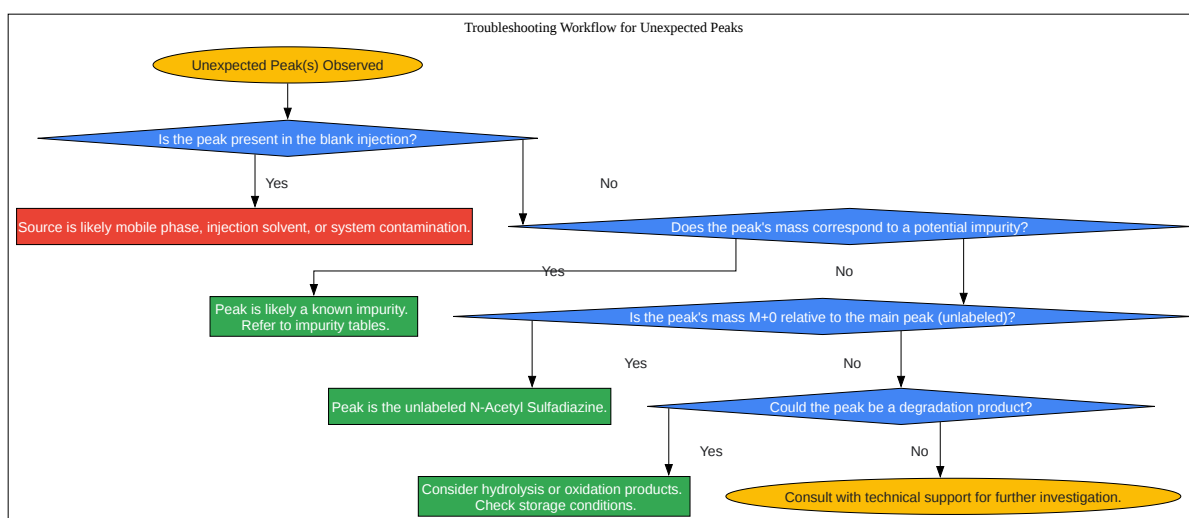 Troubleshooting Workflow for Unexpected Peaks
Unexpected Peak(s) Observed
Is the peak present in the blank injection?
Yes
No
Source is likely mobile phase, injection solvent, or system contamination.
Does the peak's mass correspond to a potential impurity?
Yes
No
Peak is likely a known impurity.
Refer to impurity tables.
Is the peak's mass M+0 relative to the main peak (unlabeled)?
Yes
No
Peak is the unlabeled N-Acetyl Sulfadiazine.
Could the peak be a degradation product?
Yes
No
Consider hydrolysis or oxidation products.
Check storage conditions.
Consult with technical support for further investigation.